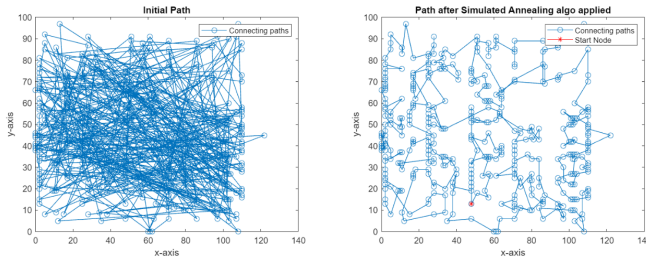 Initial Path
Connecting paths
100
90
80
70
60
50
40
30
20
10
0
y-axis
0 20 40 60 80 100 120 140
x-axis
Path after Simulated Annealing algo applied
Connecting paths
Start Node
100
90
80
70
60
50
40
30
20
10
0
y-axis
0 20 40 60 80 100 120 140
x-axis